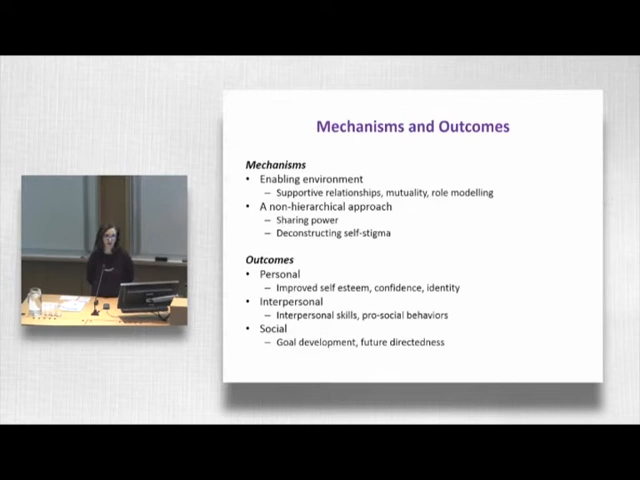 Mechanisms and Outcomes
Mechanisms
• Enabling environment
– Supportive relationships, mutuality, role modelling
• A non-hierarchical approach
– Sharing power
– Deconstructing self-stigma
Outcomes
• Personal
– Improved self esteem, confidence, identity
• Interpersonal
– Interpersonal skills, pro-social behaviors
• Social
– Goal development, future directedness